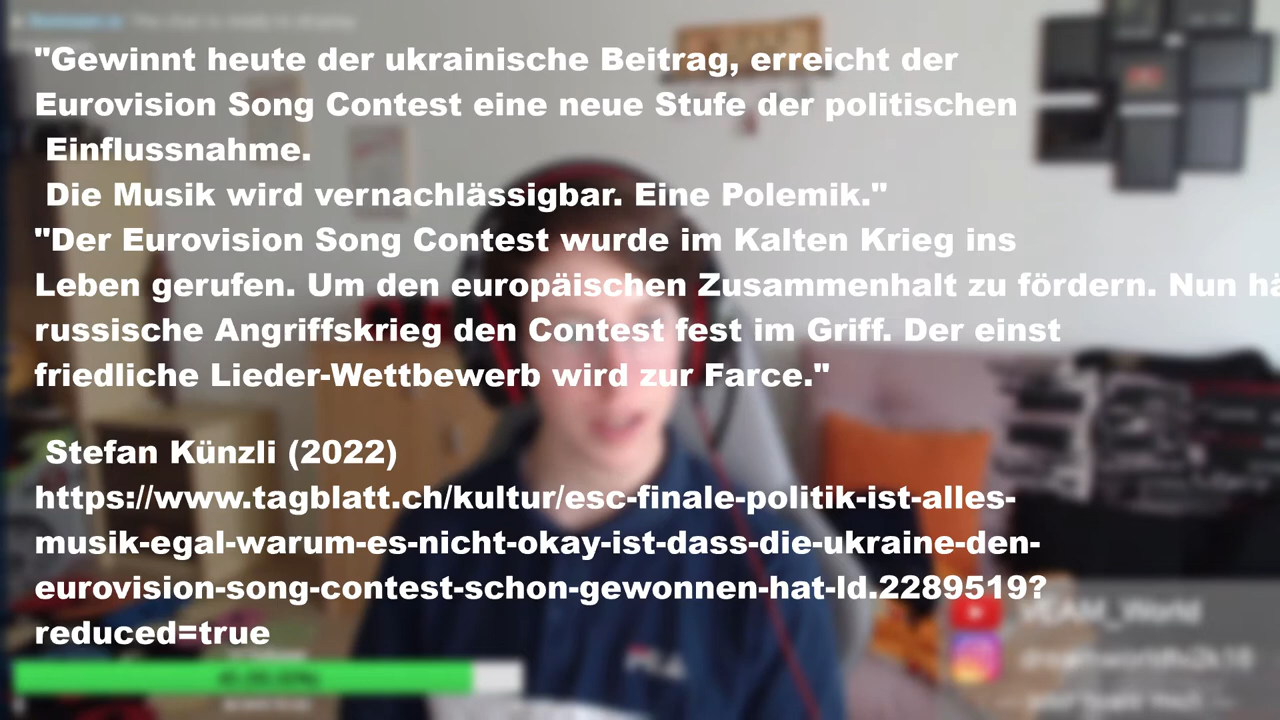 "Gewinnt heute der ukrainische Beitrag, erreicht der
Eurovision Song Contest eine neue Stufe der politischen
Einflussnahme.
Die Musik wird vernachlässigbar. Eine Polemik."
"Der Eurovision Song Contest wurde im Kalten Krieg ins
Leben gerufen. Um den europäischen Zusammenhalt zu fördern. Nun
russische Angriffskrieg den Contest fest im Griff. Der einst
friedliche Lieder-Wettbewerb wird zur Farce."
Stefan Künzli (2022)
https://www.tagblatt.ch/kultur/esc-finale-politik-ist-alles-
musik-egal-warum-es-nicht-okay-ist-dass-die-ukraine-den-
eurovision-song-contest-schon-gewonnen-hat-ld.2289519?
reduced=true